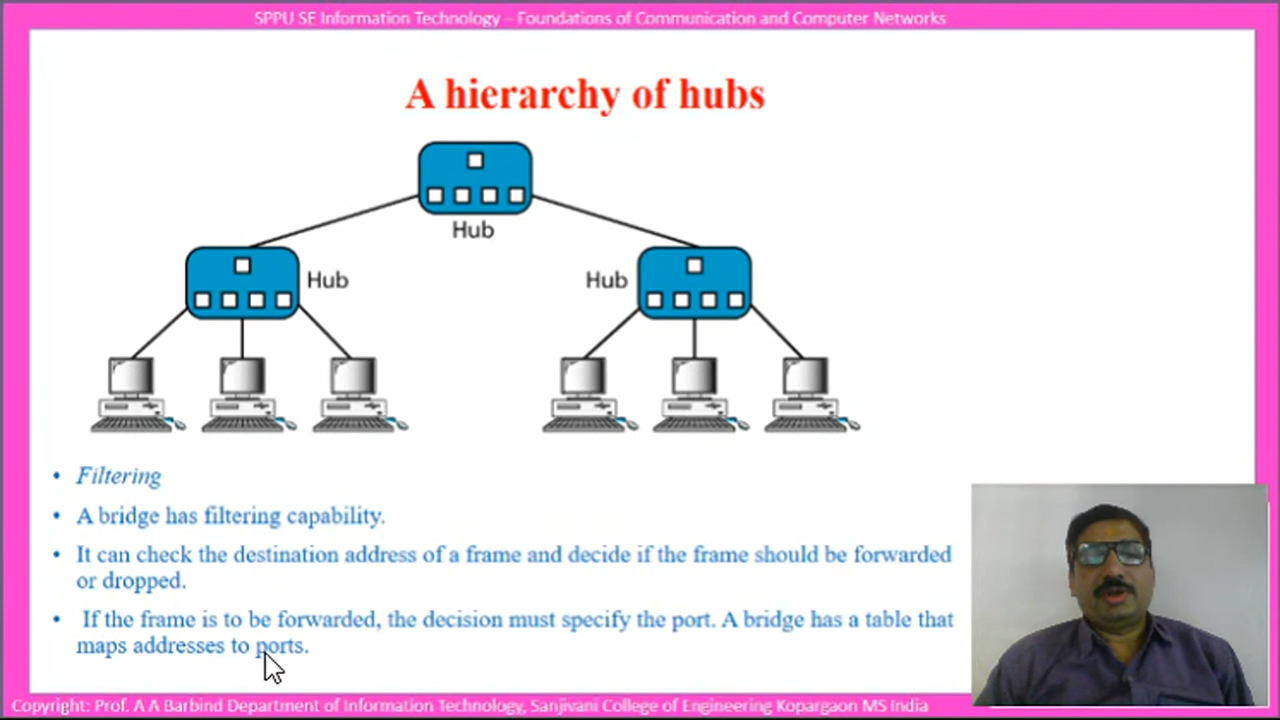 SPPU SE Information Technology – Foundations of Communication and Computer Networks
A hierarchy of hubs
Hub
Hub
Hub
• Filtering
• A bridge has filtering capability.
• It can check the destination address of a frame and decide if the frame should be forwarded
or dropped.
• If the frame is to be forwarded, the decision must specify the port. A bridge has a table that
maps addresses to ports.
Copyright: Prof. A A Barbind Department of Information Technology, Sanjivani College of Engineering Kopargaon MS India